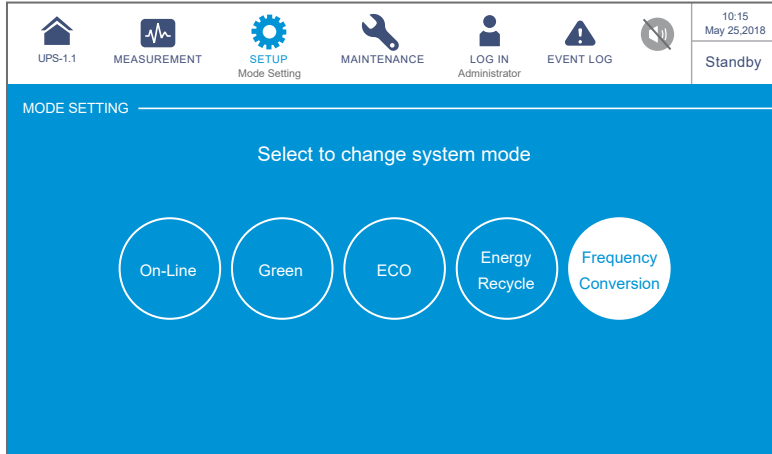 UPS-1.1
MEASUREMENT
SETUP
Mode Setting
MAINTENANCE
LOG IN
Administrator
EVENT LOG
10:15
May 25,2018
Standby
MODE SETTING
Select to change system mode
On-Line
Green
ECO
Energy
Recycle
Frequency
Conversion